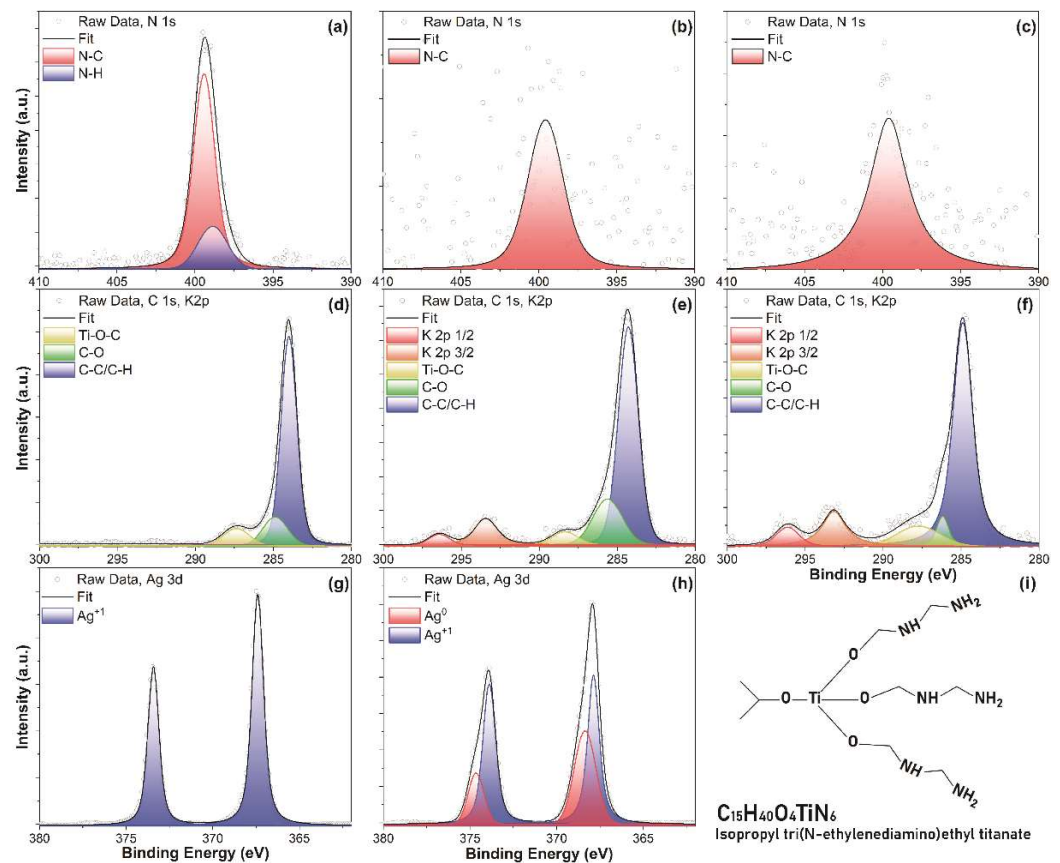 Raw Data, N 1s
(a)
Fit
N-C
N-H
Intensity (a.u.)
410 405 400 395 390
Raw Data, N 1s
(b)
Fit
N-C
410 405 400 395 390
Raw Data, N 1s
(c)
Fit
N-C
410 405 400 395 390
Raw Data, C 1s, K2p
(d)
Fit
Ti-O-C
C-O
C-C/C-H
Intensity (a.u.)
300 295 290 285 280
Raw Data, C 1s, K2p
(e)
Fit
K 2p 1/2
K 2p 3/2
Ti-O-C
C-O
C-C/C-H
300 295 290 285 280
Raw Data, C 1s, K2p
(f)
Fit
K 2p 1/2
K 2p 3/2
Ti-O-C
C-O
C-C/C-H
300 295 290 285 280
Binding Energy (eV)
Raw Data, Ag 3d
(g)
Fit
Ag⁺¹
Intensity (a.u.)
380 375 370 365
Binding Energy (eV)
Raw Data, Ag 3d
(h)
Fit
Ag⁰
Ag⁺¹
380 375 370 365
Binding Energy (eV)
(i)
NH₂
NH
O
O Ti O NH NH₂
O
NH
NH₂
C₁₅H₄₀O₄TiN₆
Isopropyl tri(N-ethylenediamino)ethyl titanate